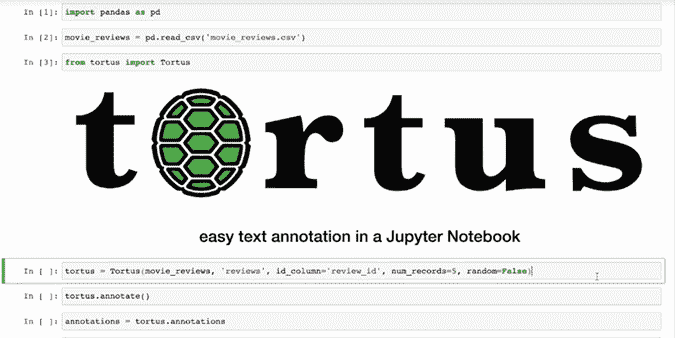 In [1]: import pandas as pd
In [2]: movie_reviews = pd.read_csv('movie_reviews.csv')
In [3]: from tortus import Tortus
tortus
easy text annotation in a Jupyter Notebook
In [ ]: tortus = Tortus(movie_reviews, 'reviews', id_column='review_id', num_records=5, random=False)
In [ ]: tortus.annotate()
In [ ]: annotations = tortus.annotations